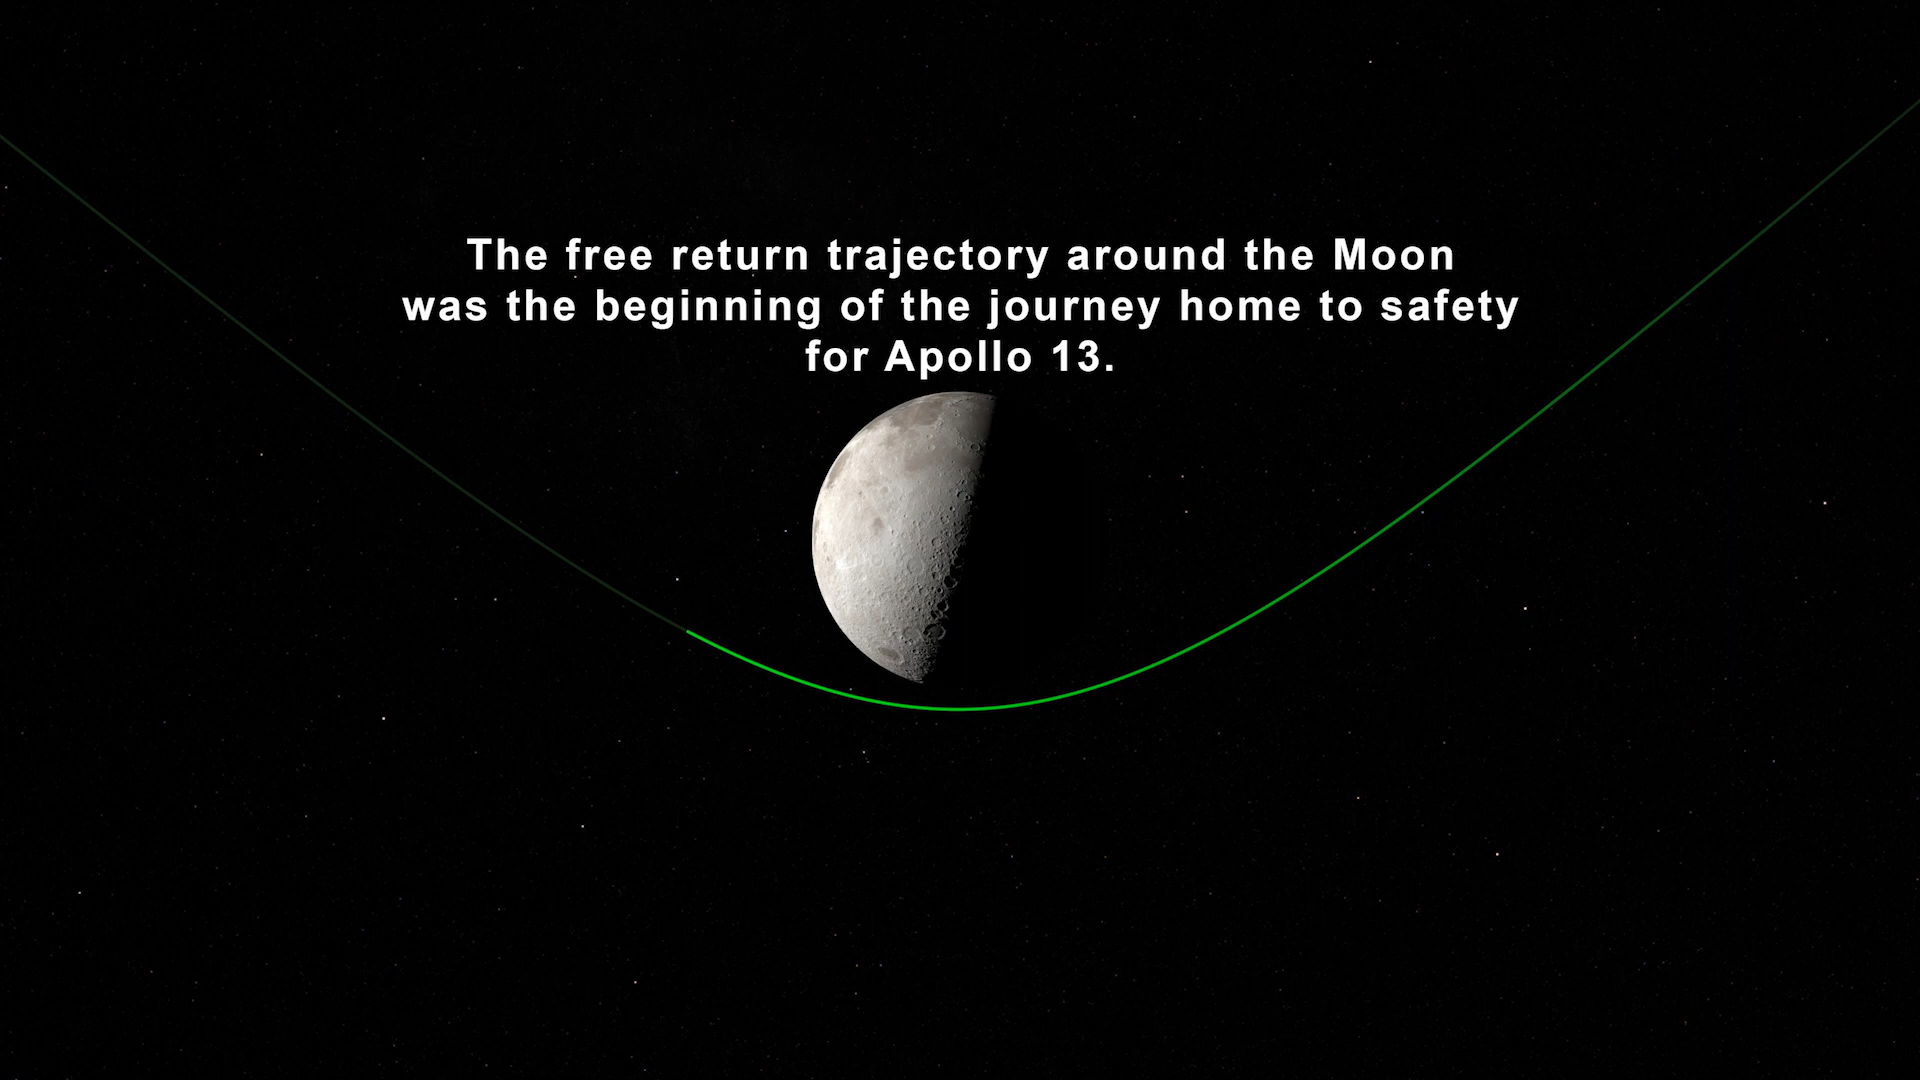 The free return trajectory around the Moon
was the beginning of the journey home to safety
for Apollo 13.